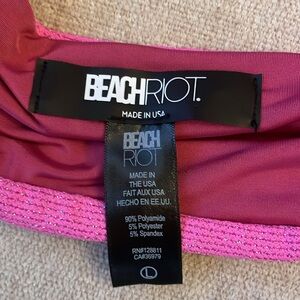 BEACHRIOT.
MADE IN USA
BEACH
RIOT
MADE IN
THE USA
FAIT AUX USA
HECHO EN EE.UU.
90% Polyamide
5% Polyester
5% Spandex
RN#128811
CA#36979
L